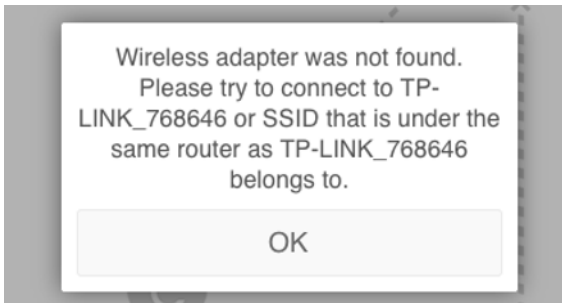 Wireless adapter was not found.
Please try to connect to TP-
LINK_768646 or SSID that is under the
same router as TP-LINK_768646
belongs to.
OK